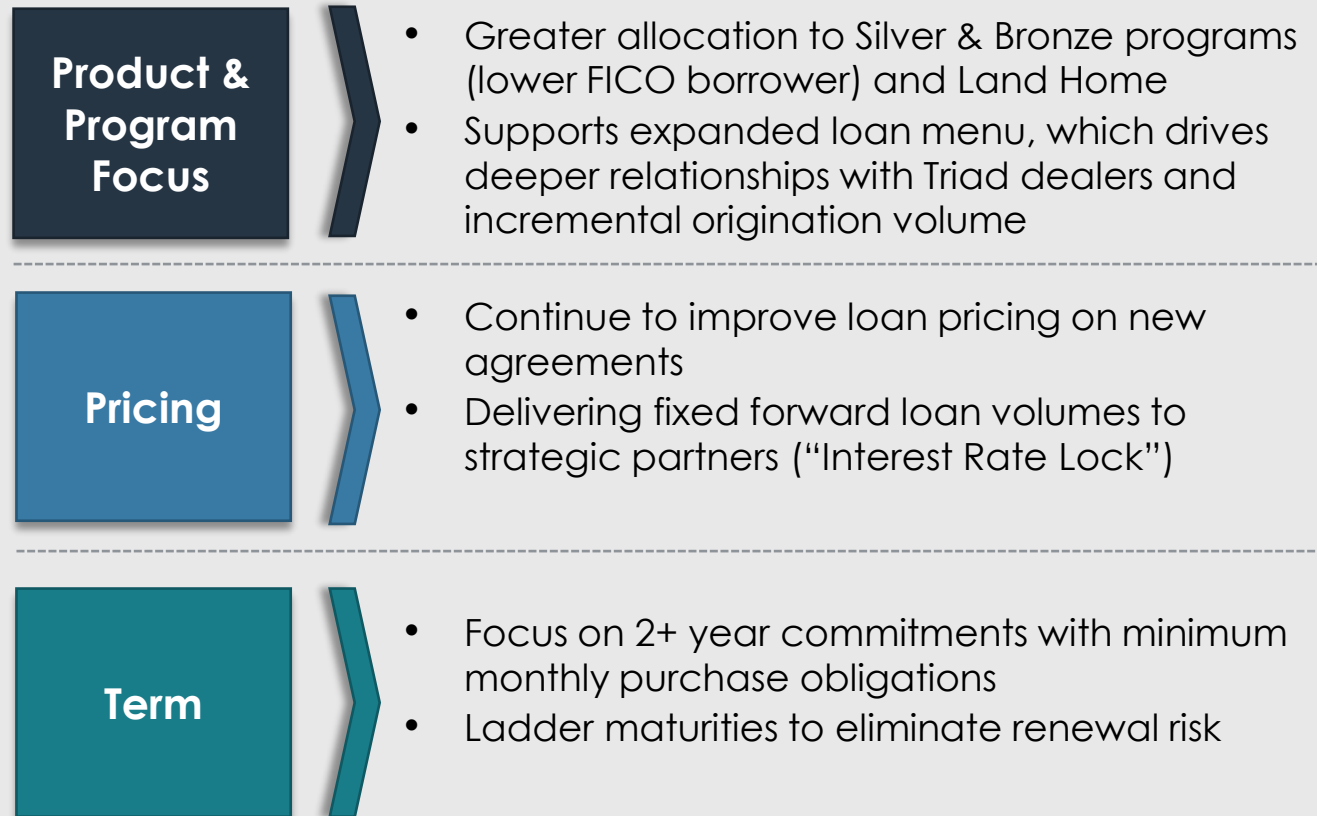 Product &
Program
Focus
• Greater allocation to Silver & Bronze programs
(lower FICO borrower) and Land Home
• Supports expanded loan menu, which drives
deeper relationships with Triad dealers and
incremental origination volume
Pricing
• Continue to improve loan pricing on new
agreements
• Delivering fixed forward loan volumes to
strategic partners (“Interest Rate Lock”)
Term
• Focus on 2+ year commitments with minimum
monthly purchase obligations
• Ladder maturities to eliminate renewal risk